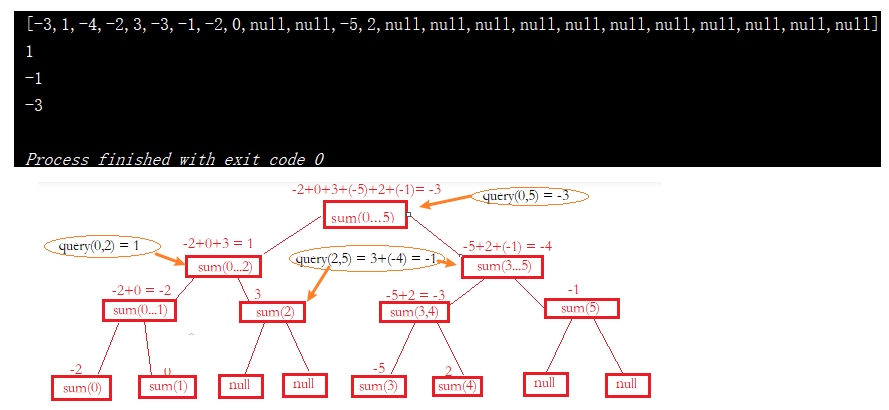 [-3, 1, -4, -2, 3, -3, -1, -2, 0, null, null, -5, 2, null, null, null, null, null, null, null, null, null, null, null]
1
-1
-3
Process finished with exit code 0
-2+0+3+(-5)+2+(-1)= -3
query(0,5) = -3
sum(0...5)
query(0,2) = 1
-2+0+3 = 1
query(2,5) = 3+(-4) = -1
-5+2+(-1) = -4
sum(0...2)
sum(3...5)
-2+0 = -2
3
-5+2 = -3
-1
sum(0...1)
sum(2)
sum(3,4)
sum(5)
-2
0
-5
2
sum(0)
sum(1)
null
null
sum(3)
sum(4)
null
null